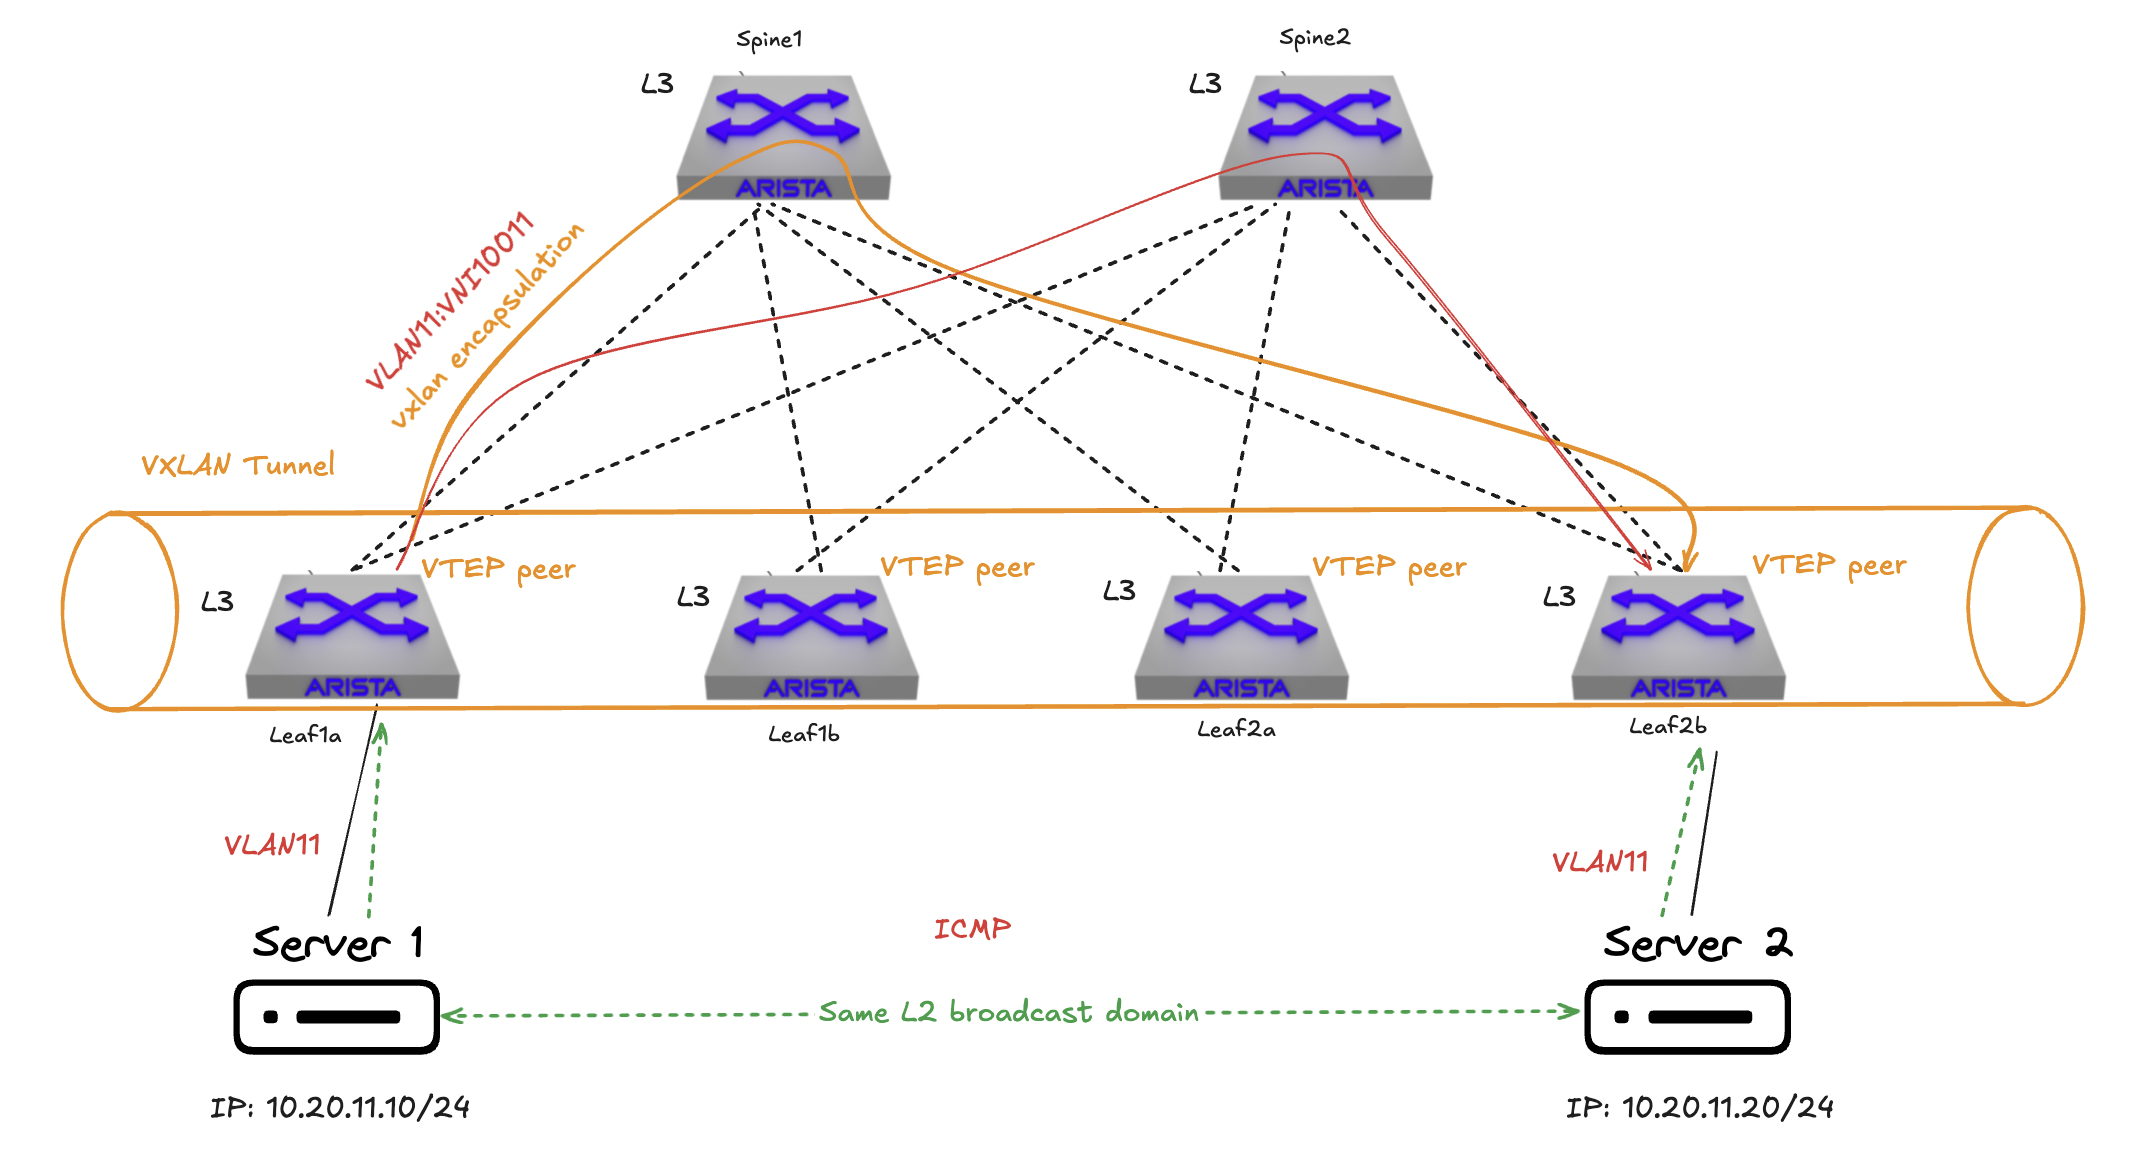 Spine1
Spine2
L3
L3
ARISTA
ARISTA
VLAN11:VNI10011
vxlan encapsulation
VXLAN Tunnel
VTEP peer
VTEP peer
VTEP peer
VTEP peer
L3
L3
L3
L3
ARISTA
ARISTA
ARISTA
ARISTA
Leaf1a
Leaf1b
Leaf2a
Leaf2b
VLAN11
VLAN11
ICMP
Server 1
Server 2
Same L2 broadcast domain
IP: 10.20.11.10/24
IP: 10.20.11.20/24